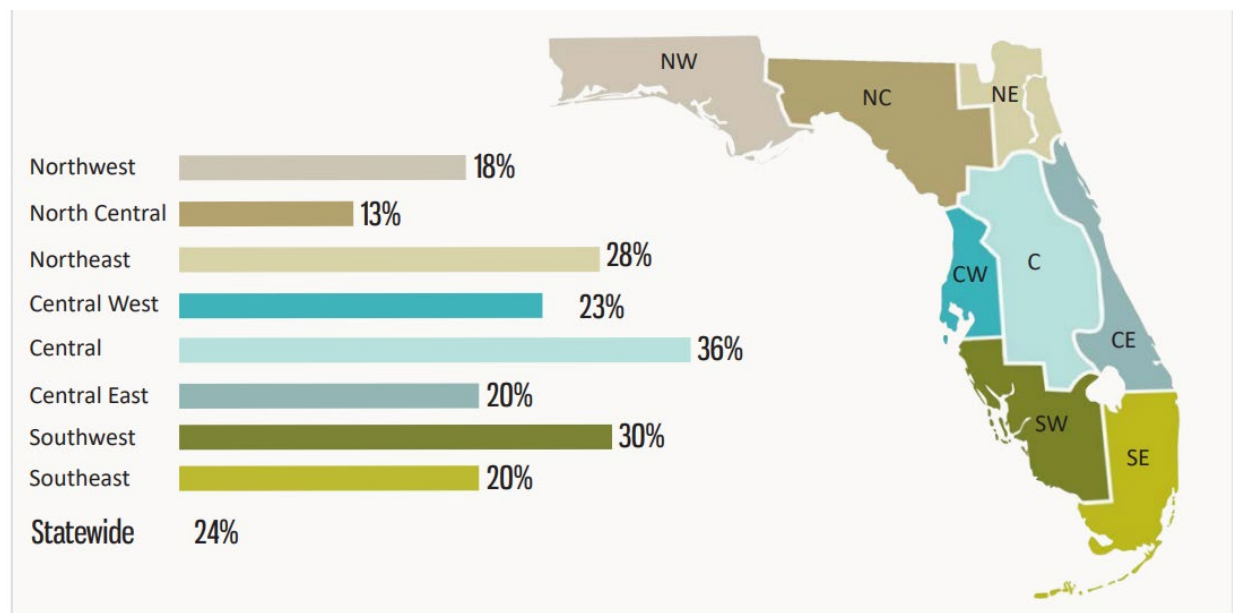 Northwest 18%
North Central 13%
Northeast 28%
Central West 23%
Central 36%
Central East 20%
Southwest 30%
Southeast 20%
Statewide 24%
NW
NC
NE
CW
C
CE
SW
SE